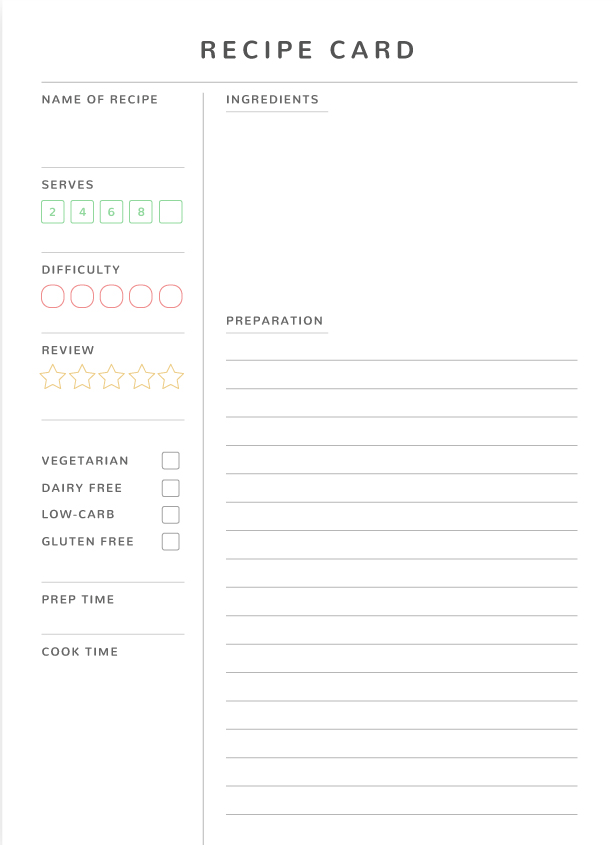 RECIPE CARD
NAME OF RECIPE
SERVES
2 4 6 8
DIFFICULTY
REVIEW
VEGETARIAN
DAIRY FREE
LOW-CARB
GLUTEN FREE
PREP TIME
COOK TIME
INGREDIENTS
PREPARATION